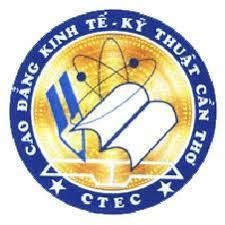 CAO ĐẲNG KINH TẾ - KỸ THUẬT CẦN THƠ
CTEC